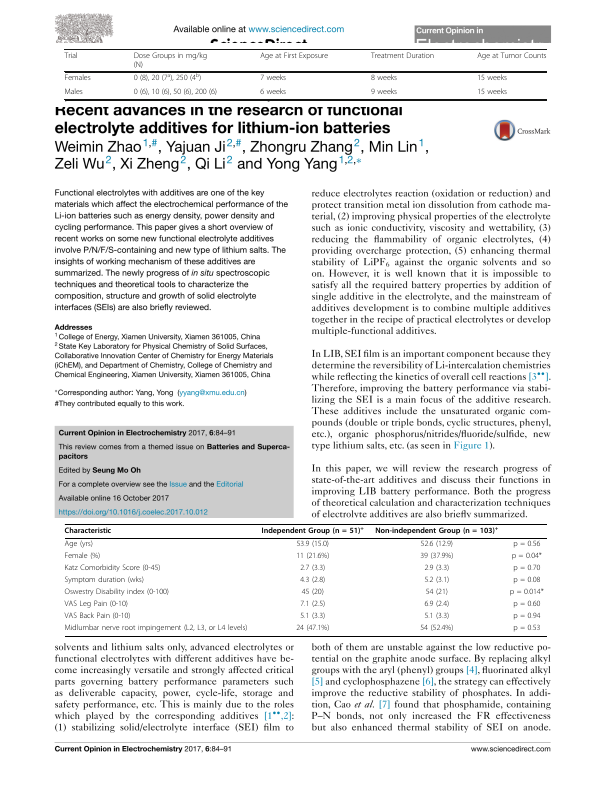 Available online at www.sciencedirect.com
Current Opinion in
Trial Dose Groups in mg/kg (N) Age at First Exposure Treatment Duration Age at Tumor Counts
Females 0 (8), 20 (7ᵃ), 250 (4ᵇ) 7 weeks 8 weeks 15 weeks
Males 0 (6), 10 (6), 50 (6), 200 (6) 6 weeks 9 weeks 15 weeks
Recent advances in the research of functional
electrolyte additives for lithium-ion batteries
CrossMark
Weimin Zhao1,#, Yajuan Ji2,#, Zhongru Zhang2, Min Lin1,
Zeli Wu2, Xi Zheng2, Qi Li2 and Yong Yang1,2,∗
Functional electrolytes with additives are one of the key
materials which affect the electrochemical performance of the
Li-ion batteries such as energy density, power density and
cycling performance. This paper gives a short overview of
recent works on some new functional electrolyte additives
involve P/N/F/S-containing and new type of lithium salts. The
insights of working mechanism of these additives are
summarized. The newly progress of in situ spectroscopic
techniques and theoretical tools to characterize the
composition, structure and growth of solid electrolyte
interfaces (SEIs) are also briefly reviewed.
Addresses
1 College of Energy, Xiamen University, Xiamen 361005, China
2 State Key Laboratory for Physical Chemistry of Solid Surfaces,
Collaborative Innovation Center of Chemistry for Energy Materials
(iChEM), and Department of Chemistry, College of Chemistry and
Chemical Engineering, Xiamen University, Xiamen 361005, China
*Corresponding author: Yang, Yong (yyang@xmu.edu.cn)
#They contributed equally to this work.
Current Opinion in Electrochemistry 2017, 6:84–91
This review comes from a themed issue on Batteries and Superca-
pacitors
Edited by Seung Mo Oh
For a complete overview see the Issue and the Editorial
Available online 16 October 2017
https://doi.org/10.1016/j.coelec.2017.10.012
reduce electrolytes reaction (oxidation or reduction) and
protect transition metal ion dissolution from cathode ma-
terial, (2) improving physical properties of the electrolyte
such as ionic conductivity, viscosity and wettability, (3)
reducing the flammability of organic electrolytes, (4)
providing overcharge protection, (5) enhancing thermal
stability of LiPF6 against the organic solvents and so
on. However, it is well known that it is impossible to
satisfy all the required battery properties by addition of
single additive in the electrolyte, and the mainstream of
additives development is to combine multiple additives
together in the recipe of practical electrolytes or develop
multiple-functional additives.
In LIB, SEI film is an important component because they
determine the reversibility of Li-intercalation chemistries
while reflecting the kinetics of overall cell reactions [3••].
Therefore, improving the battery performance via stabi-
lizing the SEI is a main focus of the additive research.
These additives include the unsaturated organic com-
pounds (double or triple bonds, cyclic structures, phenyl,
etc.), organic phosphorus/nitrides/fluoride/sulfide, new
type lithium salts, etc. (as seen in Figure 1).
In this paper, we will review the research progress of
state-of-the-art additives and discuss their functions in
improving LIB battery performance. Both the progress
of theoretical calculation and characterization techniques
of electrolyte additives are also briefly summarized.
Characteristic Independent Group (n = 51)+ Non-independent Group (n = 103)+
Age (yrs) 53.9 (15.0) 52.6 (12.9) p = 0.56
Female (%) 11 (21.6%) 39 (37.9%) p = 0.04*
Katz Comorbidity Score (0-45) 2.7 (3.3) 2.9 (3.3) p = 0.70
Symptom duration (wks) 4.3 (2.8) 5.2 (3.1) p = 0.08
Oswestry Disability index (0-100) 45 (20) 54 (21) p = 0.014*
VAS Leg Pain (0-10) 7.1 (2.5) 6.9 (2.4) p = 0.60
VAS Back Pain (0-10) 5.1 (3.3) 5.1 (3.3) p = 0.94
Midlumbar nerve root impingement (L2, L3, or L4 levels) 24 (47.1%) 54 (52.4%) p = 0.53
solvents and lithium salts only, advanced electrolytes or
functional electrolytes with different additives have be-
come increasingly versatile and strongly affected critical
parts governing battery performance parameters such
as deliverable capacity, power, cycle-life, storage and
safety performance, etc. This is mainly due to the roles
which played by the corresponding additives [1••,2]:
(1) stabilizing solid/electrolyte interface (SEI) film to
both of them are unstable against the low reductive po-
tential on the graphite anode surface. By replacing alkyl
groups with the aryl (phenyl) groups [4], fluorinated alkyl
[5] and cyclophosphazene [6], the strategy can effectively
improve the reductive stability of phosphates. In addi-
tion, Cao et al. [7] found that phosphamide, containing
P–N bonds, not only increased the FR effectiveness
but also enhanced thermal stability of SEI on anode.
Current Opinion in Electrochemistry 2017, 6:84–91
www.sciencedirect.com